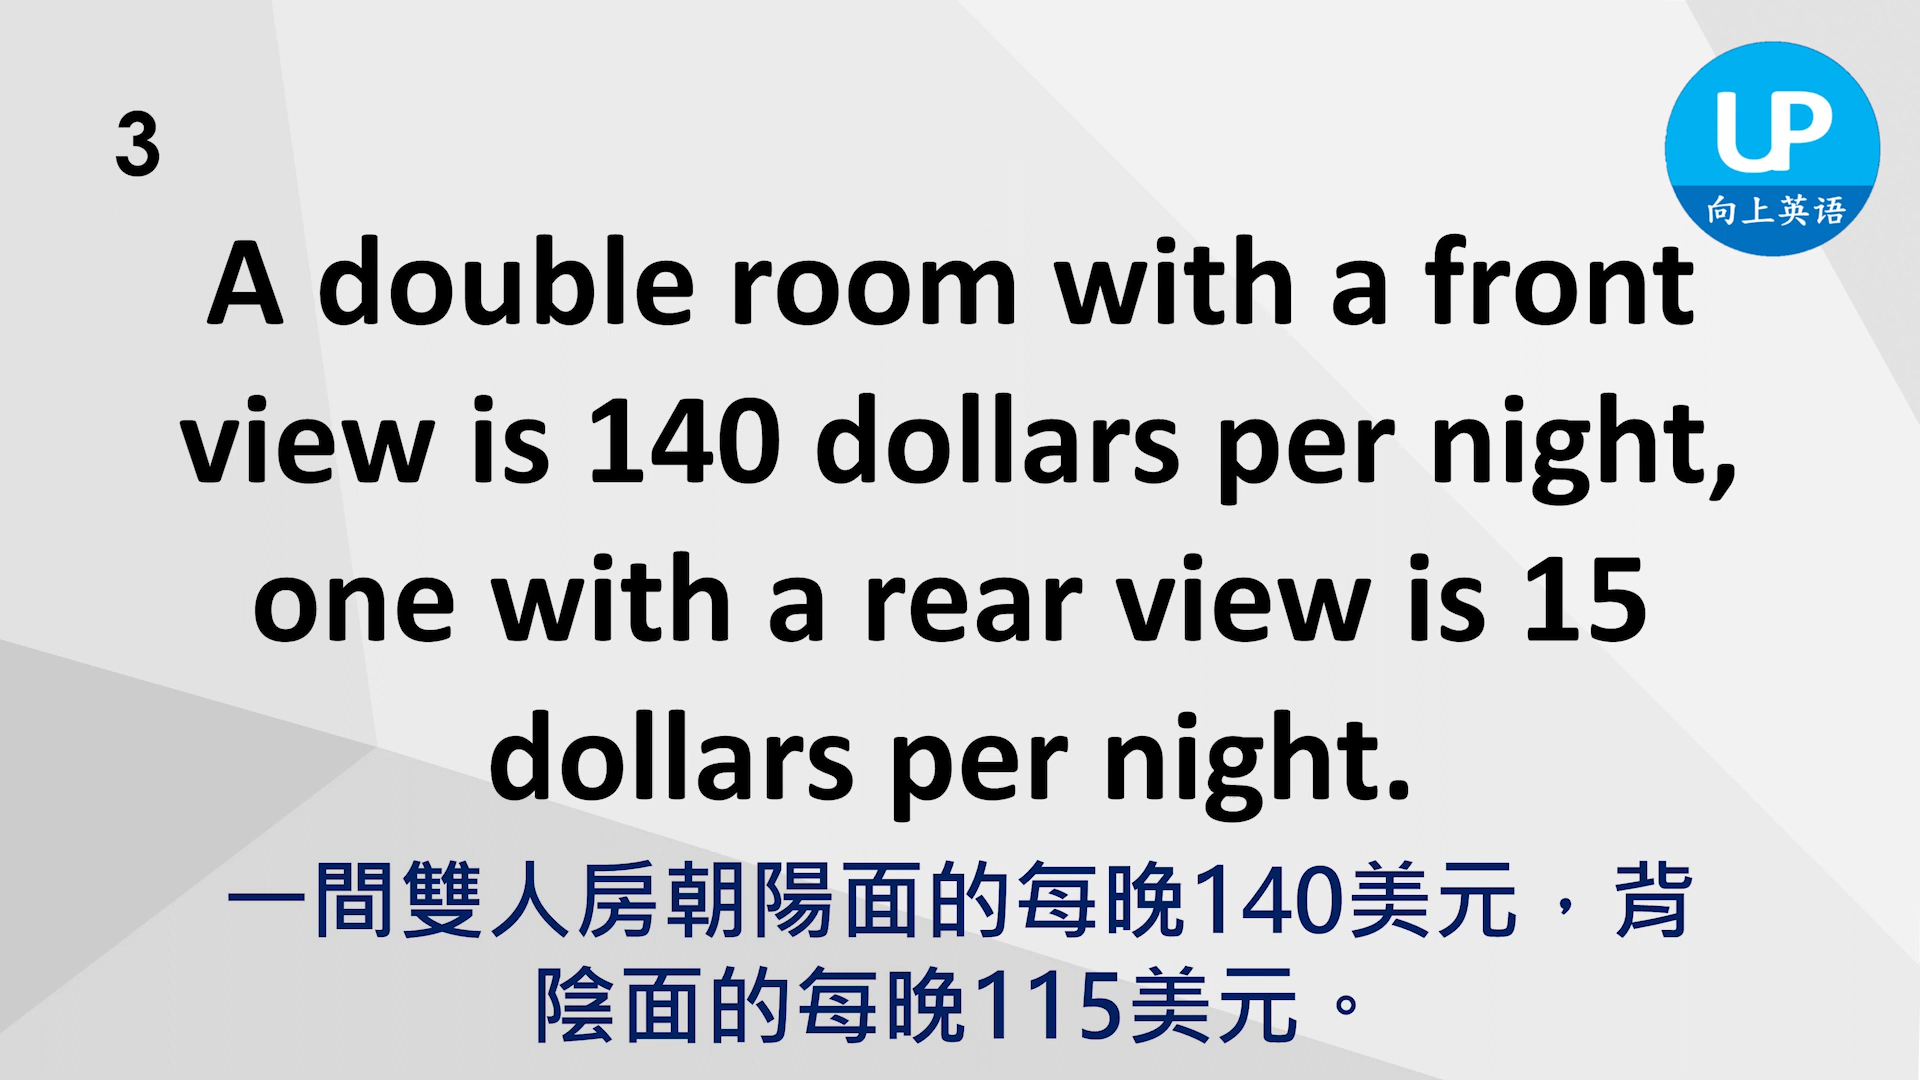 3
UP
向上英语
A double room with a front
view is 140 dollars per night,
one with a rear view is 15
dollars per night.
一間雙人房朝陽面的每晚140美元，背
陰面的每晚115美元。